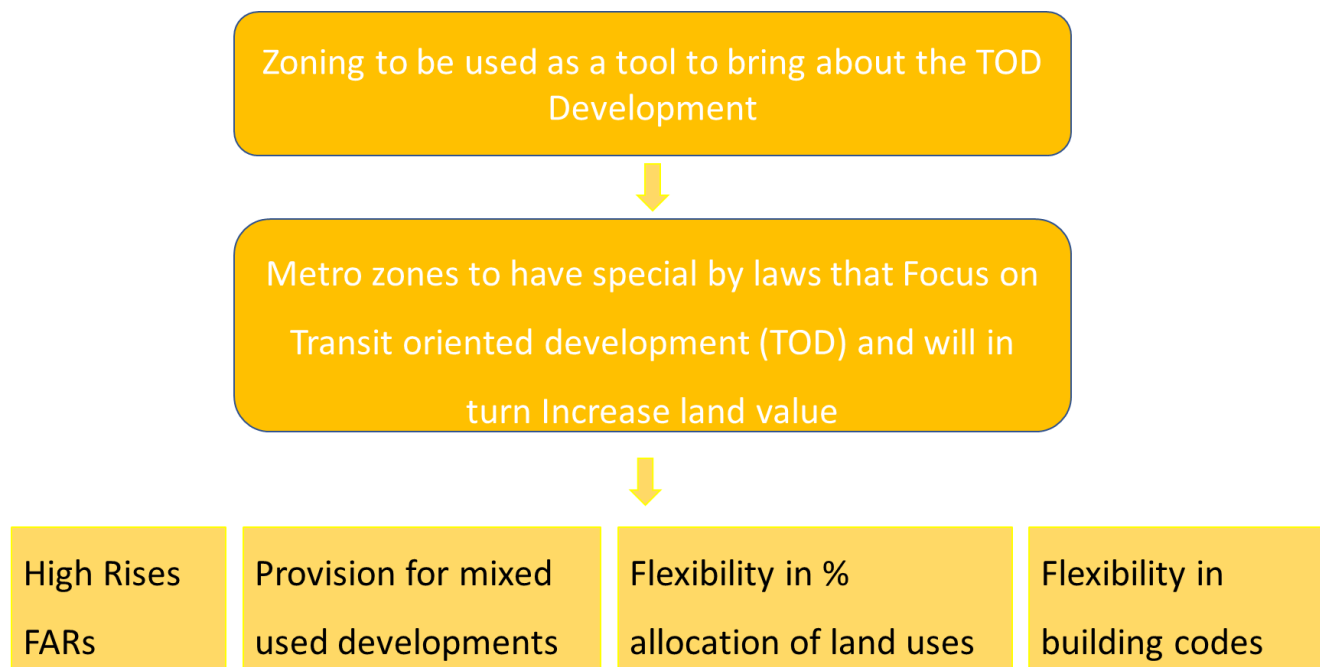 Zoning to be used as a tool to bring about the TOD
Development
Metro zones to have special by laws that Focus on
Transit oriented development (TOD) and will in
turn Increase land value
High Rises
FARs
Provision for mixed
used developments
Flexibility in %
allocation of land uses
Flexibility in
building codes